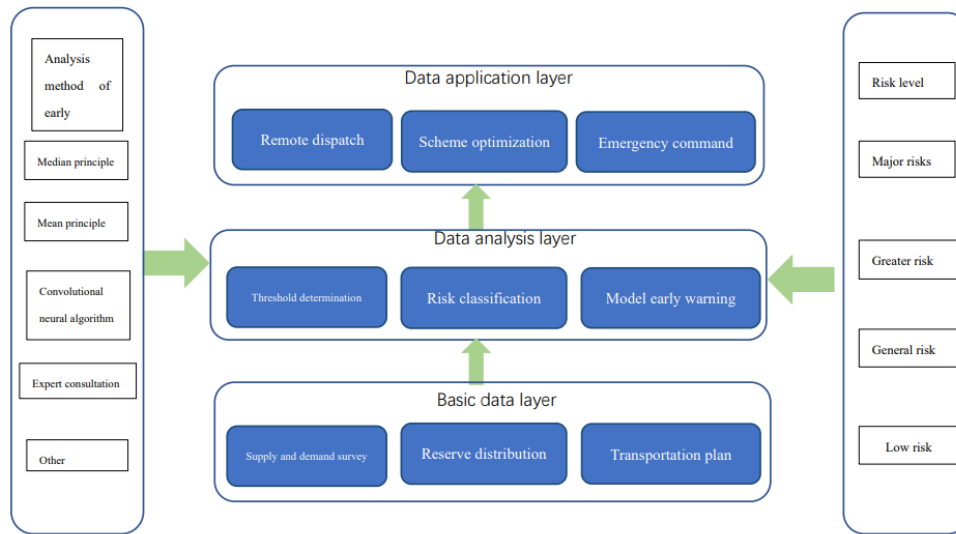 Analysis
method of
early
Median principle
Mean principle
Convolutional
neural algorithm
Expert consultation
Other
Data application layer
Remote dispatch
Scheme optimization
Emergency command
Data analysis layer
Threshold determination
Risk classification
Model early warning
Basic data layer
Supply and demand survey
Reserve distribution
Transportation plan
Risk level
Major risks
Greater risk
General risk
Low risk